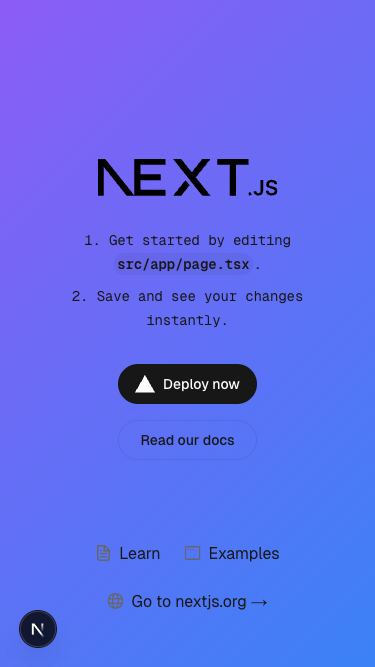 NEXT.JS
1. Get started by editing
src/app/page.tsx.
2. Save and see your changes
instantly.
Deploy now
Read our docs
Learn
Examples
Go to nextjs.org →
N